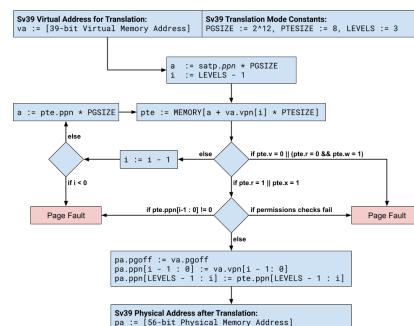 Sv39 Virtual Address for Translation:
va := [39-bit Virtual Memory Address]
Sv39 Translation Mode Constants:
PGSIZE := 2^12, PTESIZE := 8, LEVELS := 3
a := satp.ppn * PGSIZE
i := LEVELS - 1
a := pte.ppn * PGSIZE
pte := MEMORY[a + va.vpn[i] * PTESIZE]
else
i := i - 1
else
if pte.v = 0 || (pte.r = 0 && pte.w = 1)
if i < 0
if pte.r = 1 || pte.x = 1
Page Fault
if pte.ppn[i-1 : 0] != 0
if permissions checks fail
Page Fault
else
pa.pgoff := va.pgoff
pa.ppn[i - 1 : 0] := va.vpn[i - 1: 0]
pa.ppn[LEVELS - 1 : i] := pte.ppn[LEVELS - 1 : i]
Sv39 Physical Address after Translation:
pa := [56-bit Physical Memory Address]